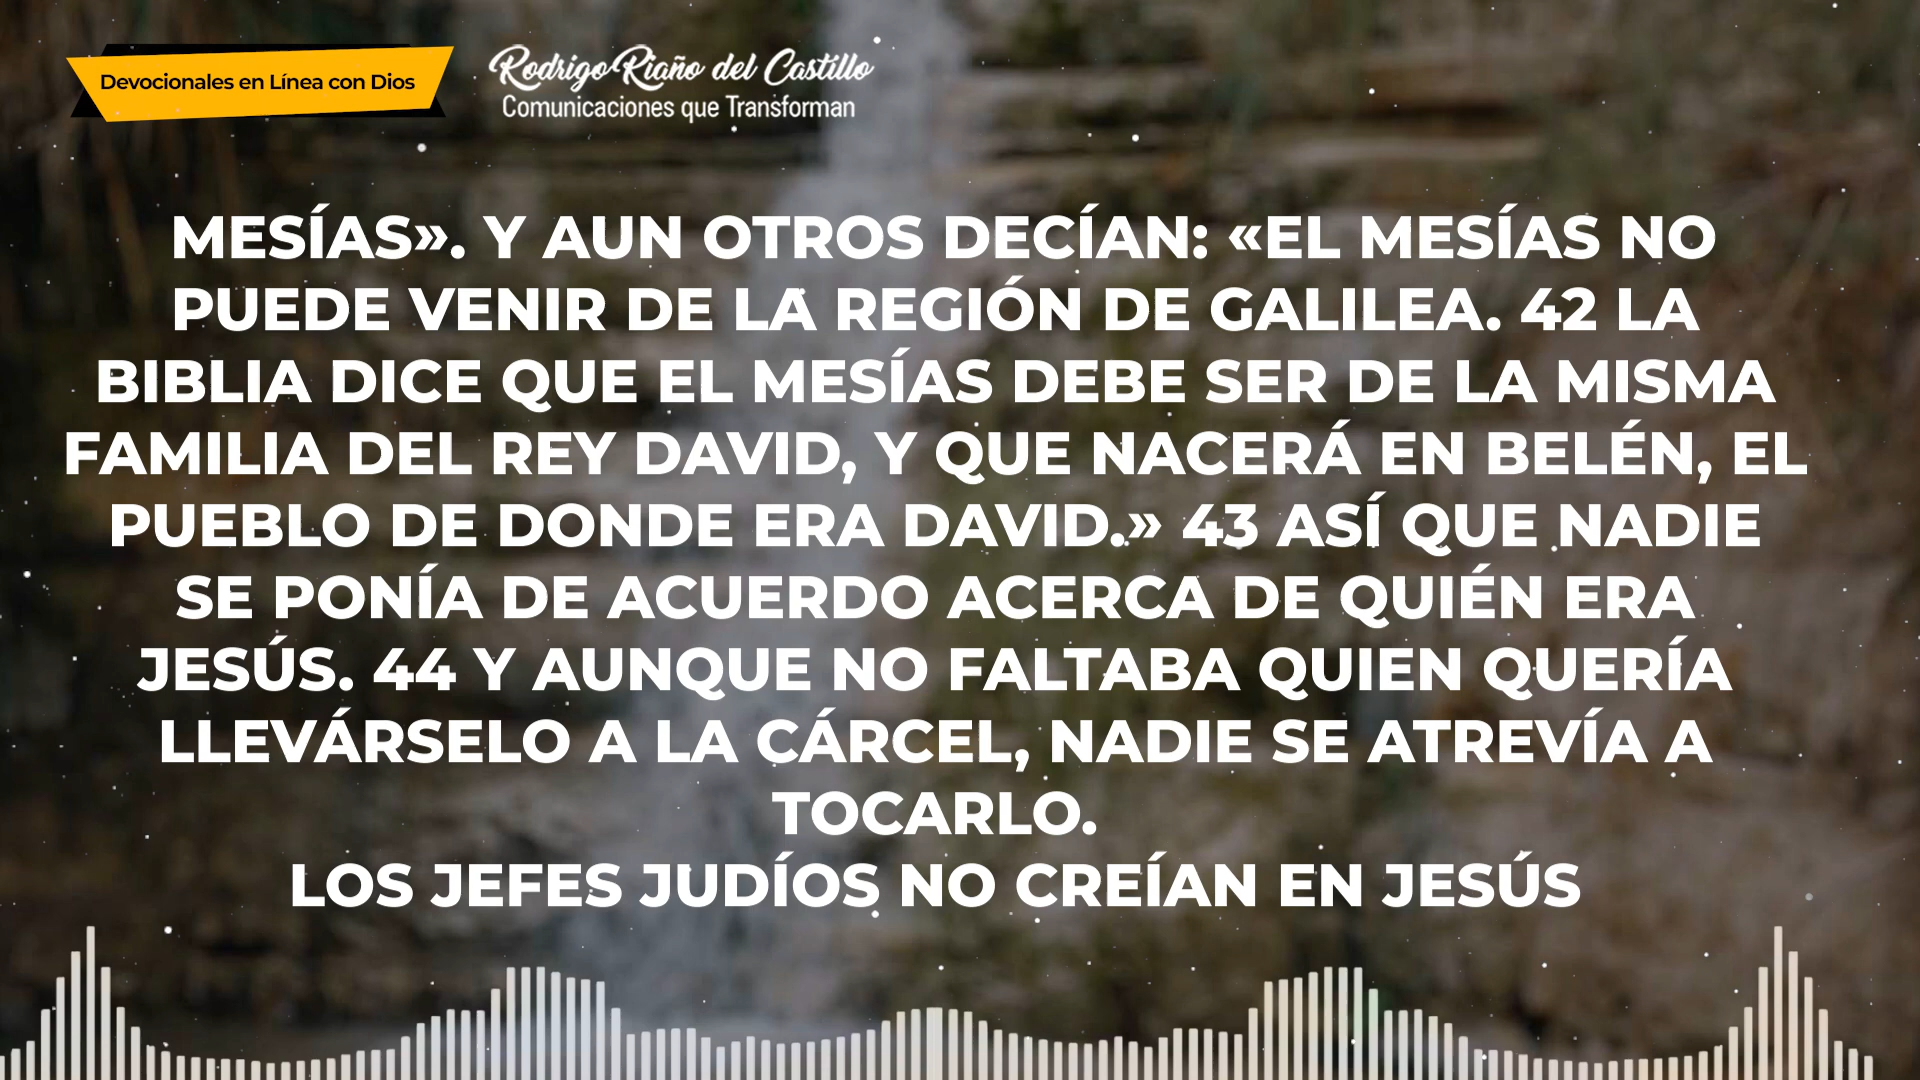 Devocionales en Línea con Dios
Rodrigo Riaño del Castillo
Comunicaciones que Transforman
MESÍAS». Y AUN OTROS DECÍAN: «EL MESÍAS NO
PUEDE VENIR DE LA REGIÓN DE GALILEA. 42 LA
BIBLIA DICE QUE EL MESÍAS DEBE SER DE LA MISMA
FAMILIA DEL REY DAVID, Y QUE NACERÁ EN BELÉN, EL
PUEBLO DE DONDE ERA DAVID.» 43 ASÍ QUE NADIE
SE PONÍA DE ACUERDO ACERCA DE QUIÉN ERA
JESÚS. 44 Y AUNQUE NO FALTABA QUIEN QUERÍA
LLEVÁRSELO A LA CÁRCEL, NADIE SE ATREVÍA A
TOCARLO.
LOS JEFES JUDÍOS NO CREÍAN EN JESÚS